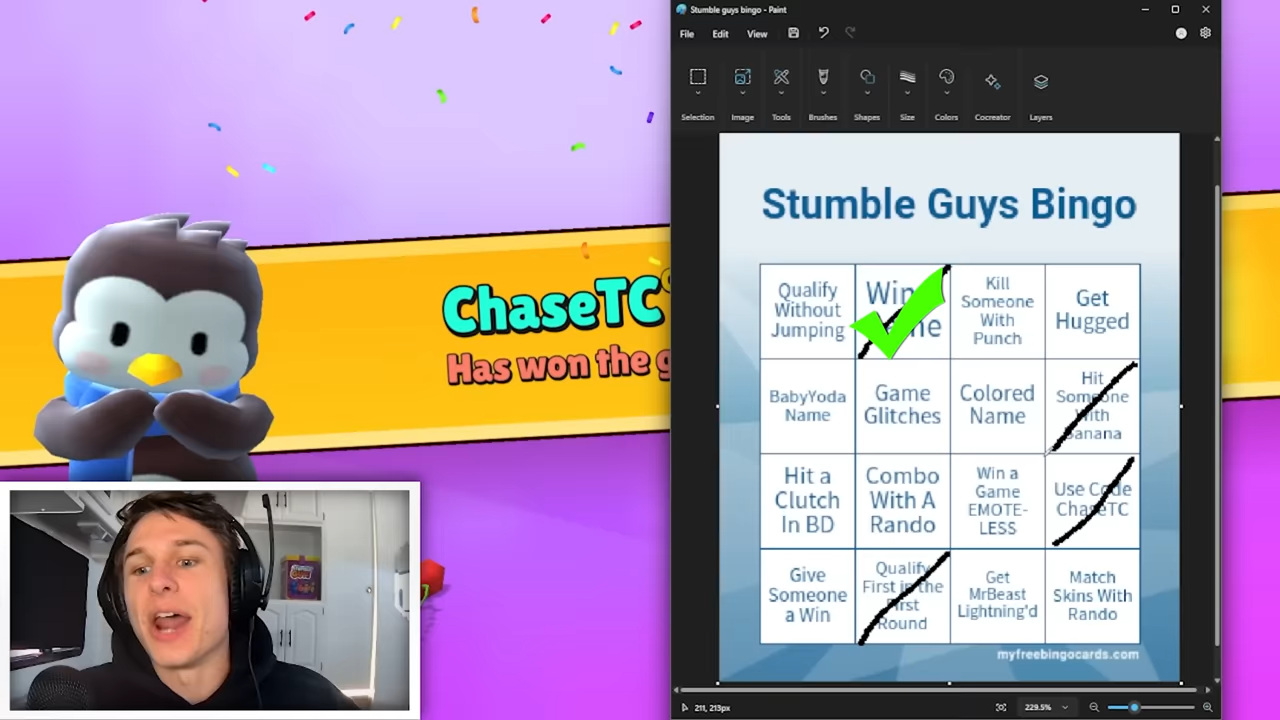 Stumble guys bingo - Paint
File Edit View
Selection Image Tools Brushes Shapes Size Colors Cocreator Layers
Stumble Guys Bingo
Qualify
Without
Jumping
Win
Kill
Someone
With
Punch
Get
Hugged
BabyYoda
Name
Game
Glitches
Colored
Name
Hit
Someone
With
Banana
Hit a
Clutch
In BD
Combo
With A
Rando
Win a
Game
EMOTE-
LESS
Use Code
ChaseTC
Give
Someone
a Win
Qualify
First in the
First
Round
Get
MrBeast
Lightning'd
Match
Skins With
Rando
myfreebingocards.com
211, 213px
229.5%
ChaseTC
Has won the g